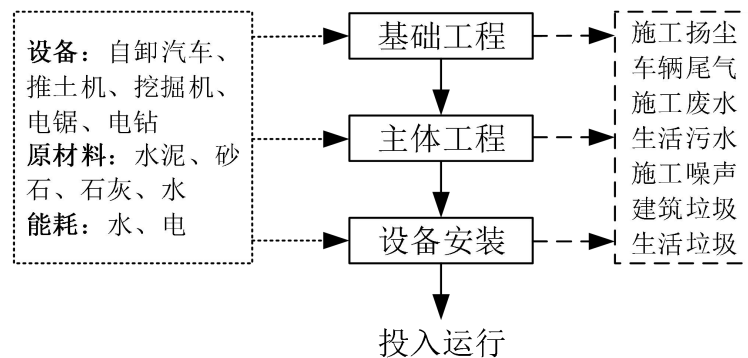 设备：自卸汽车、
推土机、挖掘机、
电锯、电钻
原材料：水泥、砂
石、石灰、水
能耗：水、电
基础工程
主体工程
设备安装
投入运行
施工扬尘
车辆尾气
施工废水
生活污水
施工噪声
建筑垃圾
生活垃圾